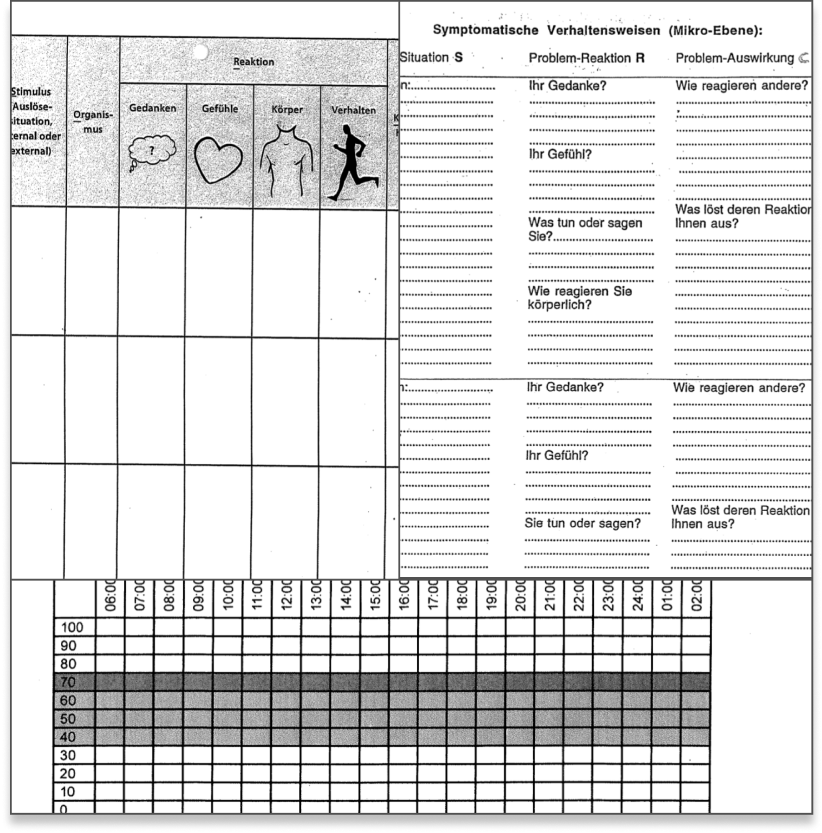 Reaktion
Stimulus
Auslöse-
situation,
external)
Organis-
mus
Gedanken
Gefühle
Körper
Verhalten
?
Symptomatische Verhaltensweisen (Mikro-Ebene):
Situation S
Problem-Reaktion R
Problem-Auswirkung C
Ihr Gedanke?
Wie reagieren andere?
Ihr Gefühl?
Was löst deren Reaktion
Ihnen aus?
Was tun oder sagen
Sie?
Wie reagieren Sie
körperlich?
Ihr Gedanke?
Wie reagieren andere?
Ihr Gefühl?
Was löst deren Reaktion
Ihnen aus?
Sie tun oder sagen?
06:00 07:00 08:00 09:00 10:00 11:00 12:00 13:00 14:00 15:00 16:00 17:00 18:00 19:00 20:00 21:00 22:00 23:00 24:00 01:00 02:00
100
90
80
70
60
50
40
30
20
10
0